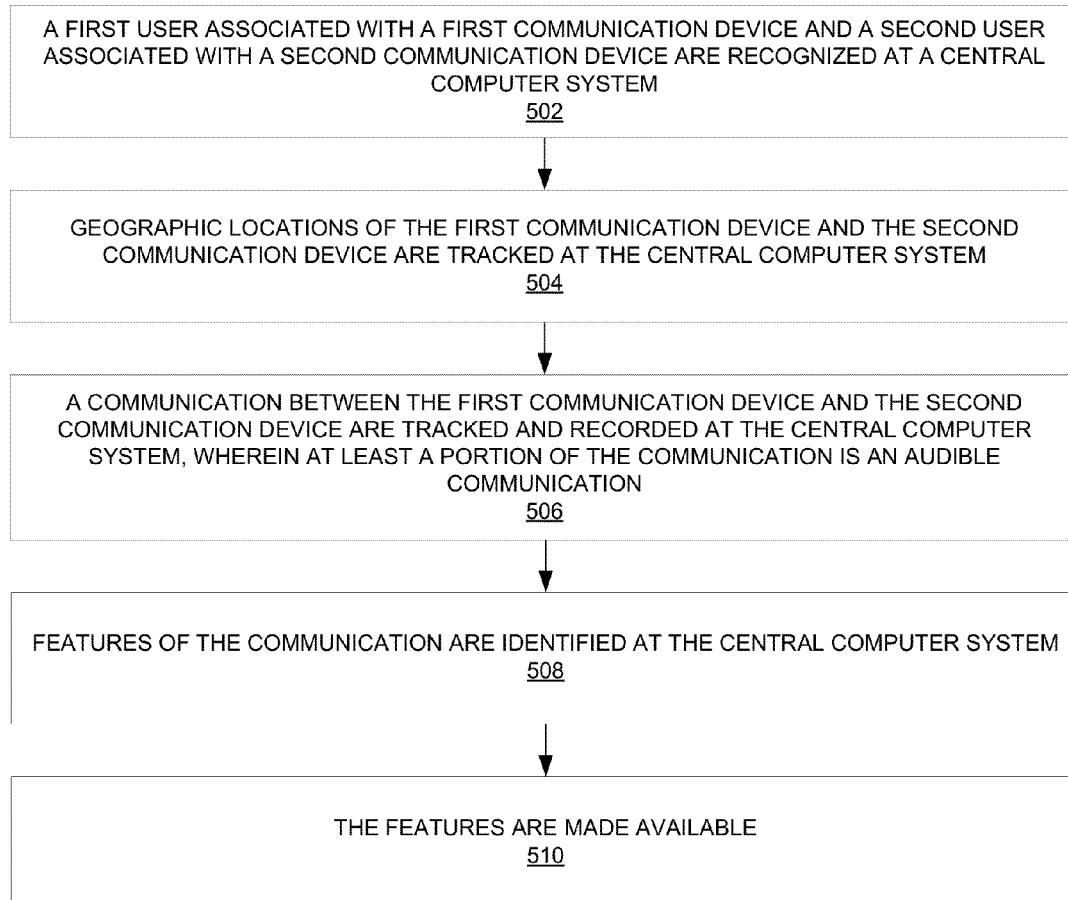 A FIRST USER ASSOCIATED WITH A FIRST COMMUNICATION DEVICE AND A SECOND USER
ASSOCIATED WITH A SECOND COMMUNICATION DEVICE ARE RECOGNIZED AT A CENTRAL
COMPUTER SYSTEM
502
GEOGRAPHIC LOCATIONS OF THE FIRST COMMUNICATION DEVICE AND THE SECOND
COMMUNICATION DEVICE ARE TRACKED AT THE CENTRAL COMPUTER SYSTEM
504
A COMMUNICATION BETWEEN THE FIRST COMMUNICATION DEVICE AND THE SECOND
COMMUNICATION DEVICE ARE TRACKED AND RECORDED AT THE CENTRAL COMPUTER
SYSTEM, WHEREIN AT LEAST A PORTION OF THE COMMUNICATION IS AN AUDIBLE
COMMUNICATION
506
FEATURES OF THE COMMUNICATION ARE IDENTIFIED AT THE CENTRAL COMPUTER SYSTEM
508
THE FEATURES ARE MADE AVAILABLE
510